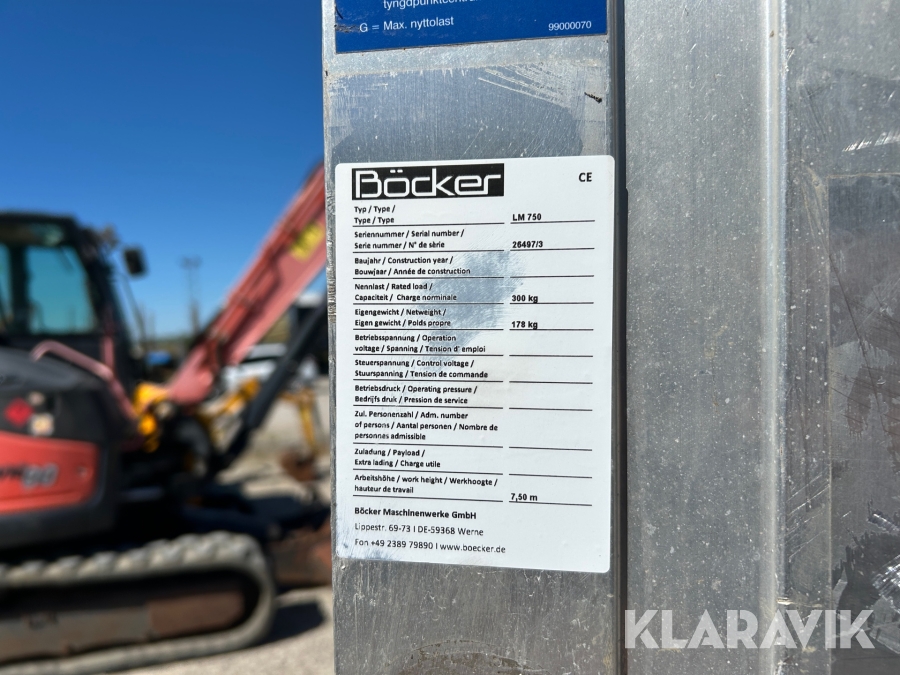 tyngdpunktcentru
G = Max. nyttolast 99000070
Böcker CE
Typ / Type /
Type / Type LM 750
Seriennummer / Serial number /
Serie nummer / N° de série 26497/3
Baujahr / Construction year /
Bouwjaar / Année de construction
Nennlast / Rated load /
Capaciteit / Charge nominale 300 kg
Eigengewicht / Netweight /
Eigen gewicht / Polds propre 178 kg
Betriebsspannung / Operation
voltage / Spanning / Tension d' emploi
Steuerspannung / Control voltage /
Stuurspanning / Tension de commande
Betriebsdruck / Operating pressure /
Bedrijfs druk / Pression de service
Zul. Personenzahl / Adm. number
of persons / Aantal personen / Nombre de
personnes admissible
Zuladung / Payload /
Extra lading / Charge utile
Arbeitshöhe / work height / Werkhoogte /
hauteur de travail 7,50 m
Böcker Maschinenwerke GmbH
Lippestr. 69-73 I DE-59368 Werne
Fon +49 2389 79890 I www.boecker.de
KLARAVIK